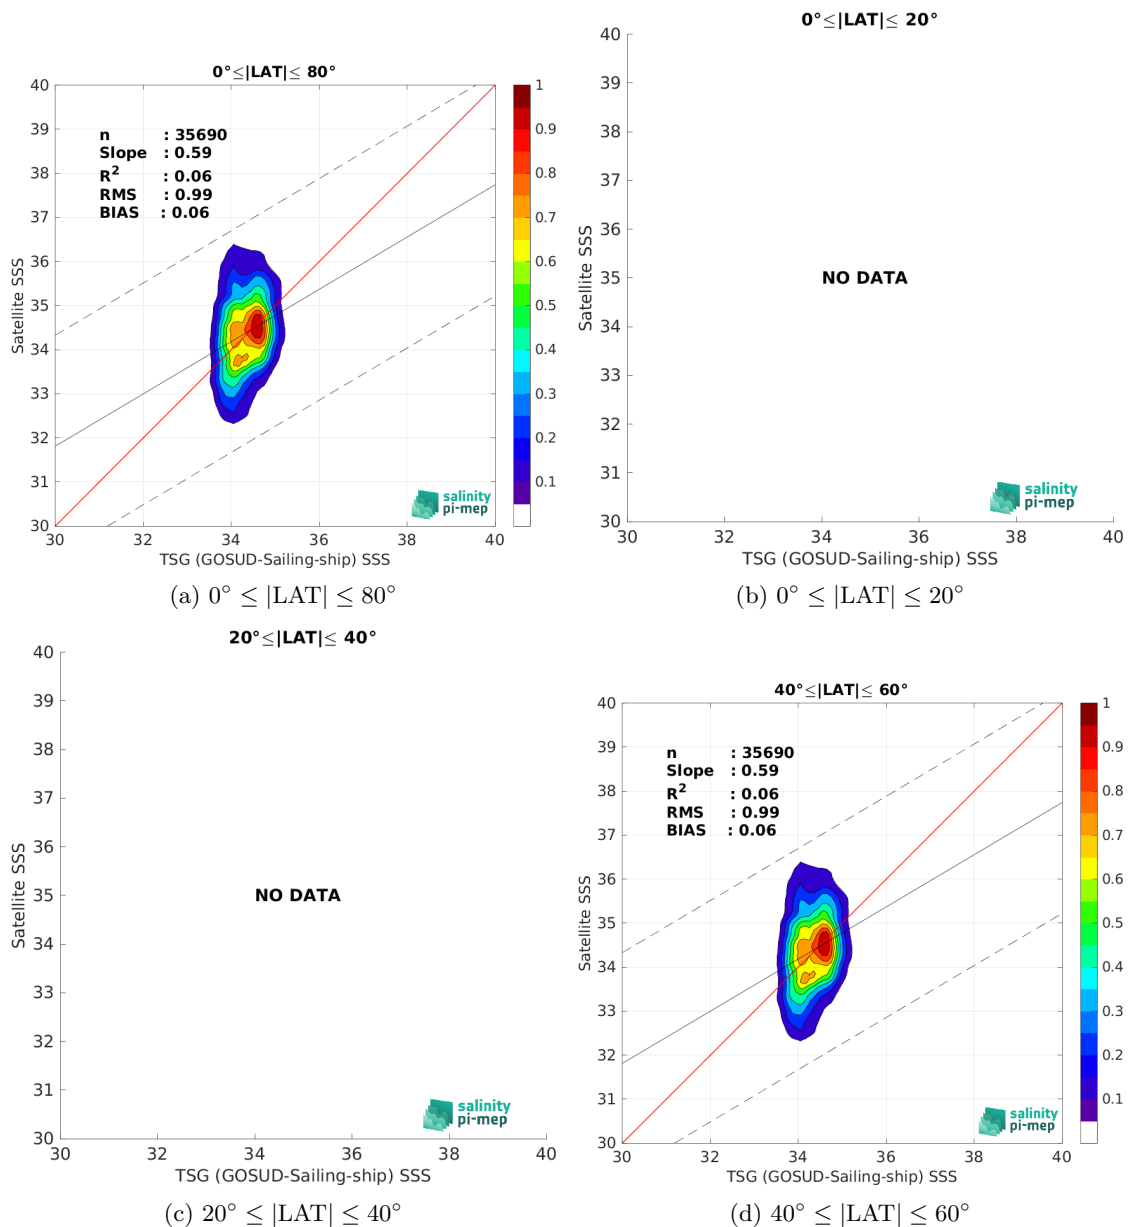 0°≤|LAT|≤ 80°
40
39
38
37
36
35
34
33
32
31
30
Satellite SSS
n : 35690
Slope : 0.59
R² : 0.06
RMS : 0.99
BIAS : 0.06
salinity
pi-mep
30 32 34 36 38 40
TSG (GOSUD-Sailing-ship) SSS
1
0.9
0.8
0.7
0.6
0.5
0.4
0.3
0.2
0.1
(a) 0° ≤ |LAT| ≤ 80°
0°≤|LAT|≤ 20°
40
39
38
37
36
35
34
33
32
31
30
Satellite SSS
NO DATA
salinity
pi-mep
30 32 34 36 38 40
TSG (GOSUD-Sailing-ship) SSS
(b) 0° ≤ |LAT| ≤ 20°
20°≤|LAT|≤ 40°
40
39
38
37
36
35
34
33
32
31
30
Satellite SSS
NO DATA
salinity
pi-mep
30 32 34 36 38 40
TSG (GOSUD-Sailing-ship) SSS
(c) 20° ≤ |LAT| ≤ 40°
40°≤|LAT|≤ 60°
40
39
38
37
36
35
34
33
32
31
30
Satellite SSS
n : 35690
Slope : 0.59
R² : 0.06
RMS : 0.99
BIAS : 0.06
salinity
pi-mep
30 32 34 36 38 40
TSG (GOSUD-Sailing-ship) SSS
1
0.9
0.8
0.7
0.6
0.5
0.4
0.3
0.2
0.1
(d) 40° ≤ |LAT| ≤ 60°